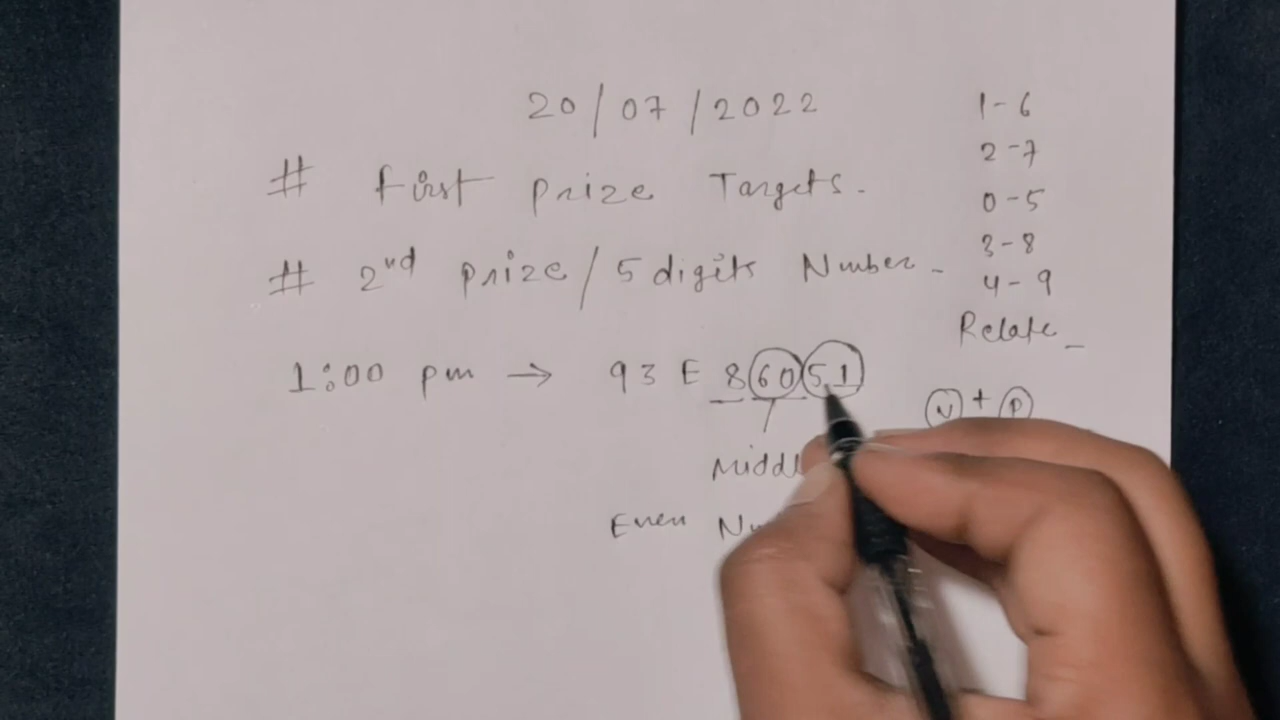 20/07/2022
# first prize Targets.
# 2nd prize/5 digits Number-
1:00 pm → 93 E 86051
Even
1-6
2-7
0-5
3-8
4-9
Relate_
N + P